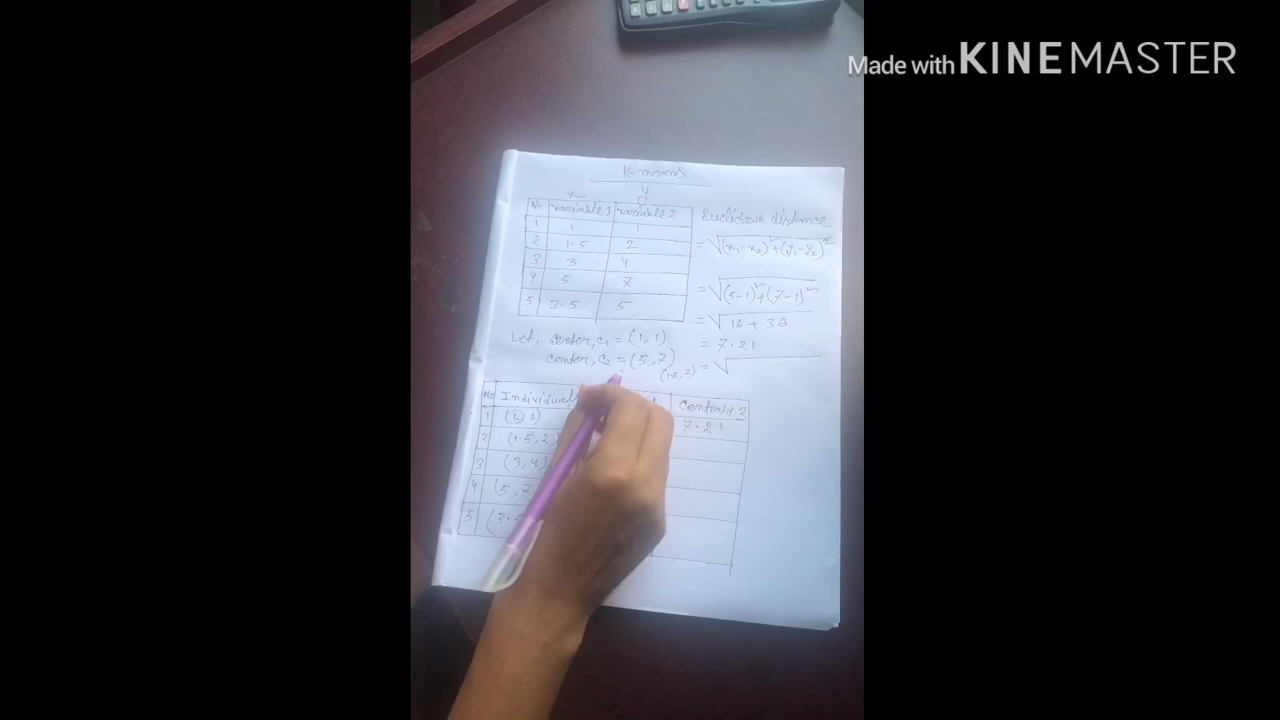 Made with KINEMASTER
K-means
x y
No variable 1 variable 2
1 1 1
2 1.5 2
3 3 4
4 5 7
5 3.5 5
Euclidean distance
= √(x₁-x₂)²+(y₁-y₂)²
= √(5-1)²+(7-1)²
= √16+36
= 7.21
= √
Let, center, c₁ = (1, 1)
center, c₂ = (5, 7)
(1.5, 2)
No Individual Centroid 2
1 (1, 1) 7.21
2 (1.5, 2)
3 (3, 4)
4 (5, 7
5 (3.